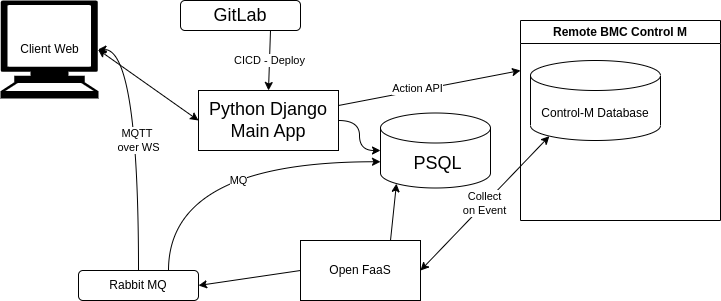 GitLab
Remote BMC Control M
Client Web
CICD - Deploy
Action API
Python Django
Main App
Control-M Database
MQTT
over WS
PSQL
MQ
Collect
on Event
Open FaaS
Rabbit MQ